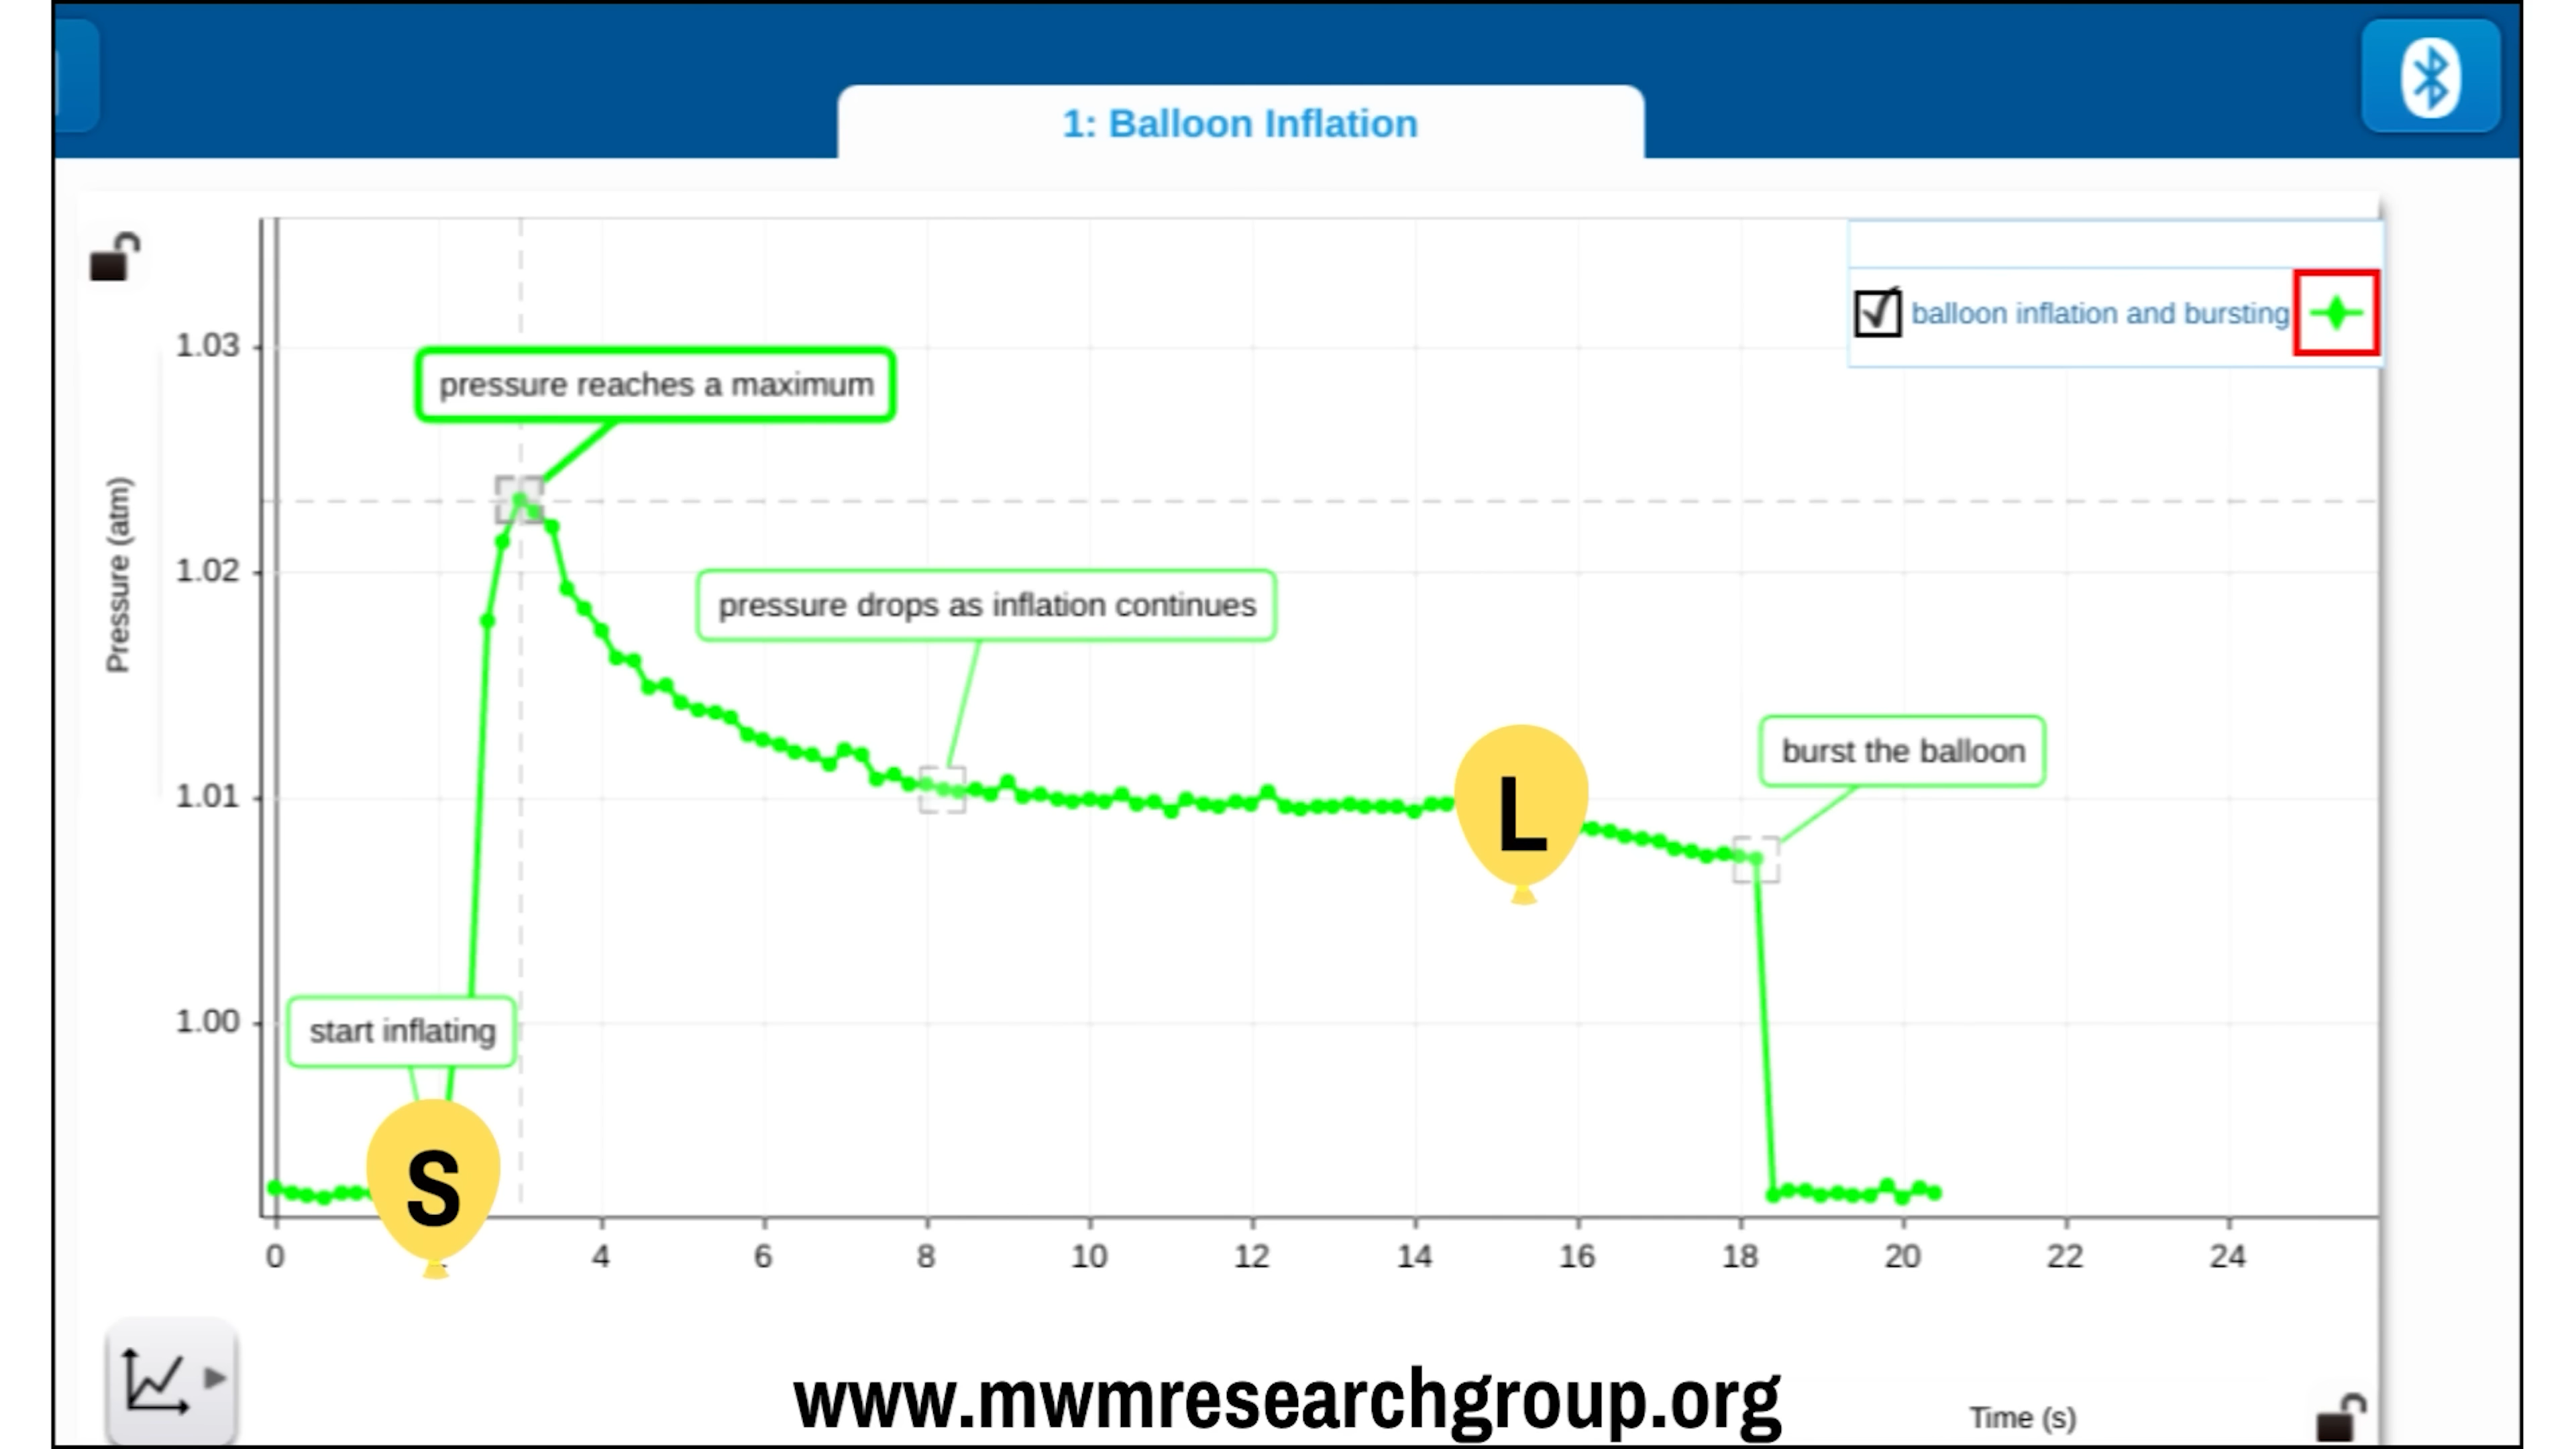 1: Balloon Inflation
balloon inflation and bursting
1.03
pressure reaches a maximum
Pressure (atm)
1.02
pressure drops as inflation continues
burst the balloon
1.01
L
1.00
start inflating
S
0 4 6 8 10 12 14 16 18 20 22 24
www.mwmresearchgroup.org
Time (s)